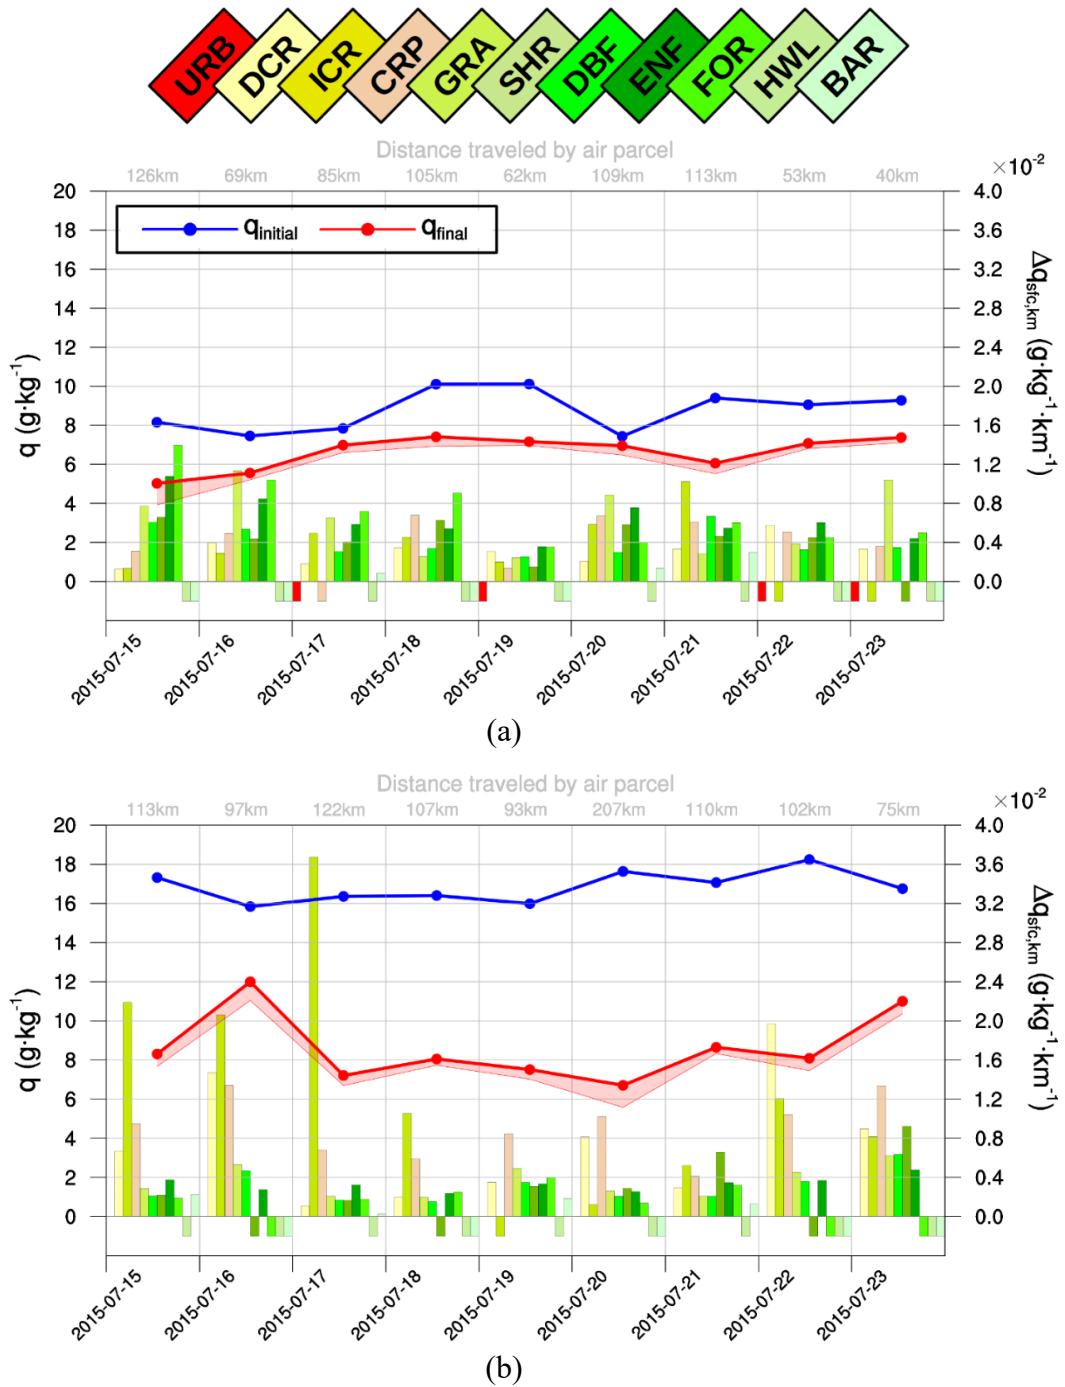 URB DCR ICR CRP GRA SHR DBF ENF FOR HWL BAR
Distance traveled by air parcel
126km 69km 85km 105km 62km 109km 113km 53km 40km
×10⁻²
20 18 16 14 12 10 8 6 4 2 0
q (g·kg⁻¹)
q_initial q_final
4.0 3.6 3.2 2.8 2.4 2.0 1.6 1.2 0.8 0.4 0.0
Δq_sfc,km (g·kg⁻¹·km⁻¹)
2015-07-15 2015-07-16 2015-07-17 2015-07-18 2015-07-19 2015-07-20 2015-07-21 2015-07-22 2015-07-23
(a)
Distance traveled by air parcel
113km 97km 122km 107km 93km 207km 110km 102km 75km
×10⁻²
20 18 16 14 12 10 8 6 4 2 0
q (g·kg⁻¹)
4.0 3.6 3.2 2.8 2.4 2.0 1.6 1.2 0.8 0.4 0.0
Δq_sfc,km (g·kg⁻¹·km⁻¹)
2015-07-15 2015-07-16 2015-07-17 2015-07-18 2015-07-19 2015-07-20 2015-07-21 2015-07-22 2015-07-23
(b)